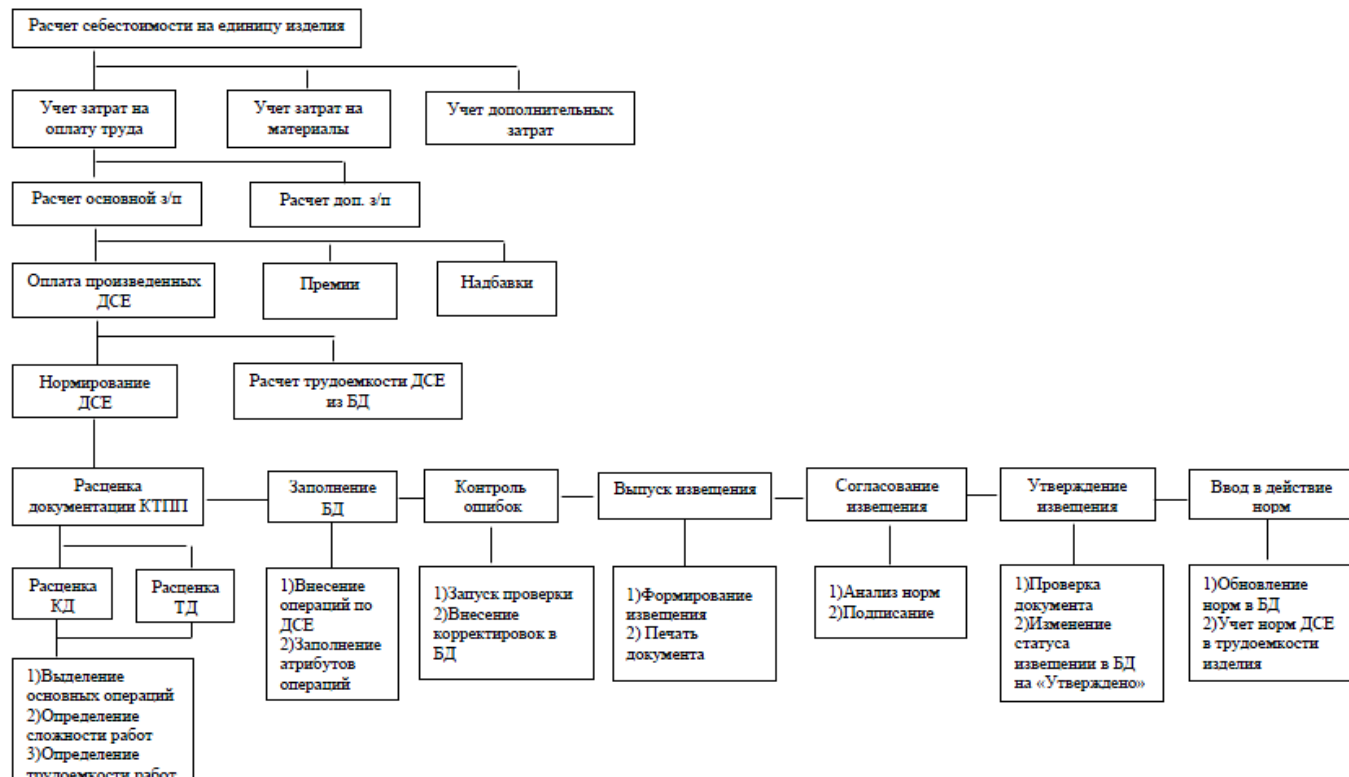 Расчет себестоимости на единицу изделия
Учет затрат на
оплату труда
Учет затрат на
материалы
Учет дополнительных
затрат
Расчет основной з/п
Расчет доп. з/п
Оплата произведенных
ДСЕ
Премии
Надбавки
Нормирование
ДСЕ
Расчет трудоемкости ДСЕ
из БД
Расценка
документации КТПП
Заполнение
БД
Контроль
ошибок
Выпуск извещения
Согласование
извещения
Утверждение
извещения
Ввод в действие
норм
Расценка
КД
Расценка
ТД
1)Внесение
операций по
ДСЕ
2)Заполнение
атрибутов
операций
1)Запуск проверки
2)Внесение
корректировок в
БД
1)Формирование
извещения
2) Печать
документа
1)Анализ норм
2)Подписание
1)Проверка
документа
2)Изменение
статуса
извещении в БД
на «Утверждено»
1)Обновление
норм в БД
2)Учет норм ДСЕ
в трудоемкости
изделия
1)Выделение
основных операций
2)Определение
сложности работ
3)Определение
трудоемкости работ